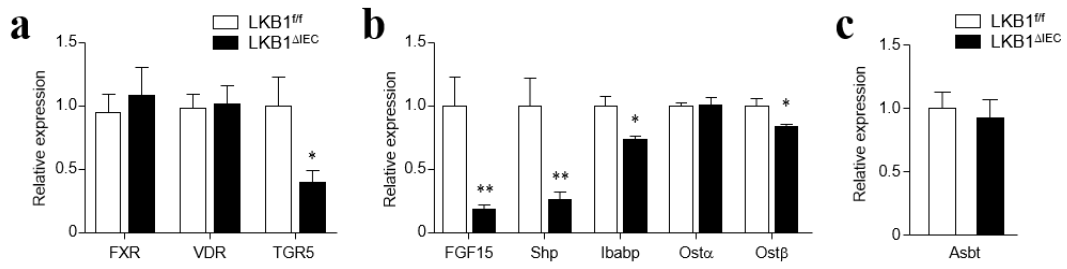 a
LKB1f/f
LKB1ΔIEC
Relative expression
1.5
1.0
0.5
0
*
FXR VDR TGR5
b
LKB1f/f
LKB1ΔIEC
Relative expression
1.5
1.0
0.5
0
** ** * *
FGF15 Shp Ibabp Ostα Ostβ
c
LKB1f/f
LKB1ΔIEC
Relative expression
1.5
1.0
0.5
0
Asbt